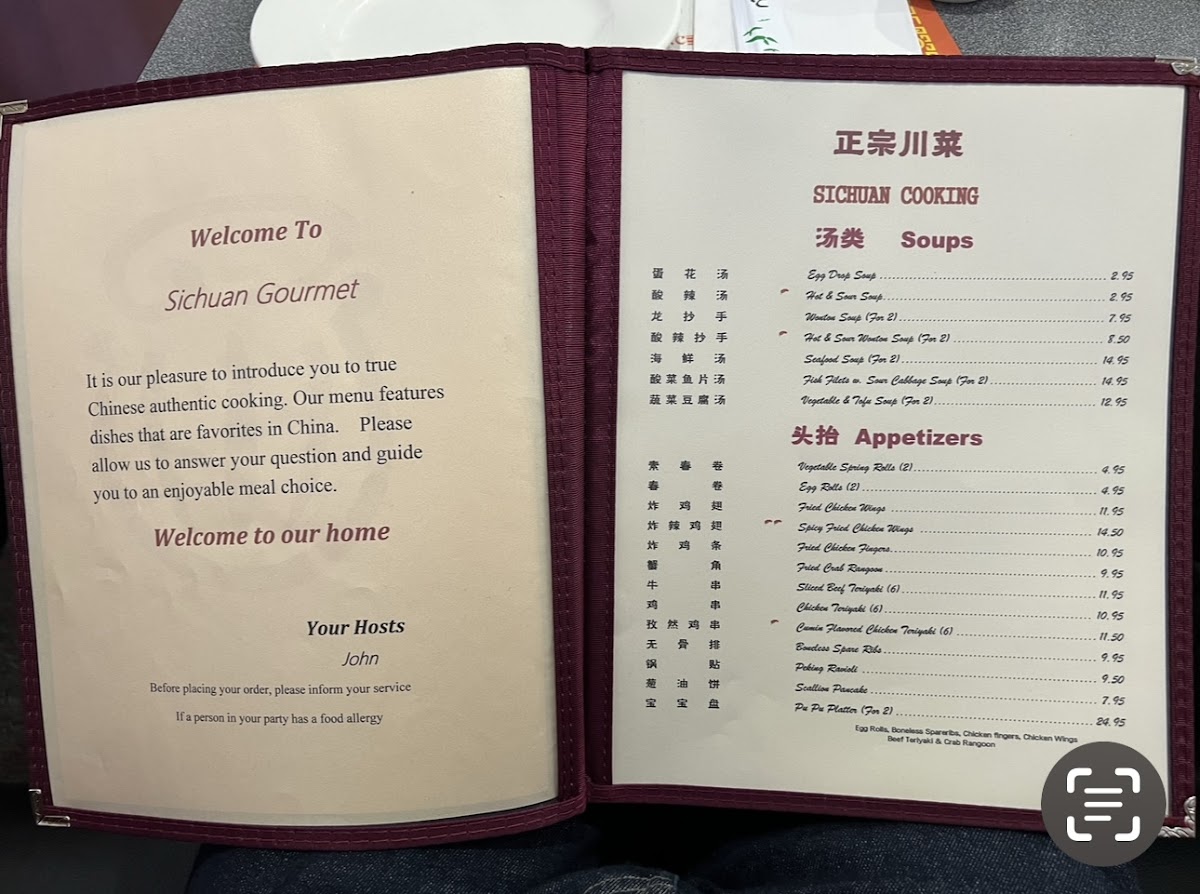 Welcome To
Sichuan Gourmet
It is our pleasure to introduce you to true
Chinese authentic cooking. Our menu features
dishes that are favorites in China. Please
allow us to answer your question and guide
you to an enjoyable meal choice.
Welcome to our home
Your Hosts
John
Before placing your order, please inform your service
If a person in your party has a food allergy
正宗川菜
SICHUAN COOKING
汤类 Soups
蛋花汤 Egg Drop Soup 2.95
酸辣汤 Hot & Sour Soup 2.95
龙抄手 Wonton Soup (For 2) 7.95
酸辣抄手 Hot & Sour Wonton Soup (For 2) 8.50
海鲜汤 Seafood Soup (For 2) 14.95
酸菜鱼片汤 Fish Filets w. Sour Cabbage Soup (For 2) 14.95
蔬菜豆腐汤 Vegetable & Tofu Soup (For 2) 12.95
头抬 Appetizers
素春卷 Vegetable Spring Rolls (2) 4.95
春卷 Egg Rolls (2) 4.95
炸鸡翅 Fried Chicken Wings 11.95
炸辣鸡翅 Spicy Fried Chicken Wings 14.50
炸鸡条 Fried Chicken Fingers 10.95
蟹角 Fried Crab Rangoon 9.95
牛串 Sliced Beef Teriyaki (6) 11.95
鸡串 Chicken Teriyaki (6) 10.95
孜然鸡串 Cumin Flavored Chicken Teriyaki (6) 11.50
无骨排 Boneless Spare Ribs 9.95
锅贴 Peking Ravioli 9.50
葱油饼 Scallion Pancake 7.95
宝宝盘 Pu Pu Platter (For 2) 24.95
Egg Rolls, Boneless Spareribs, Chicken fingers, Chicken Wings
Beef Teriyaki & Crab Rangoon